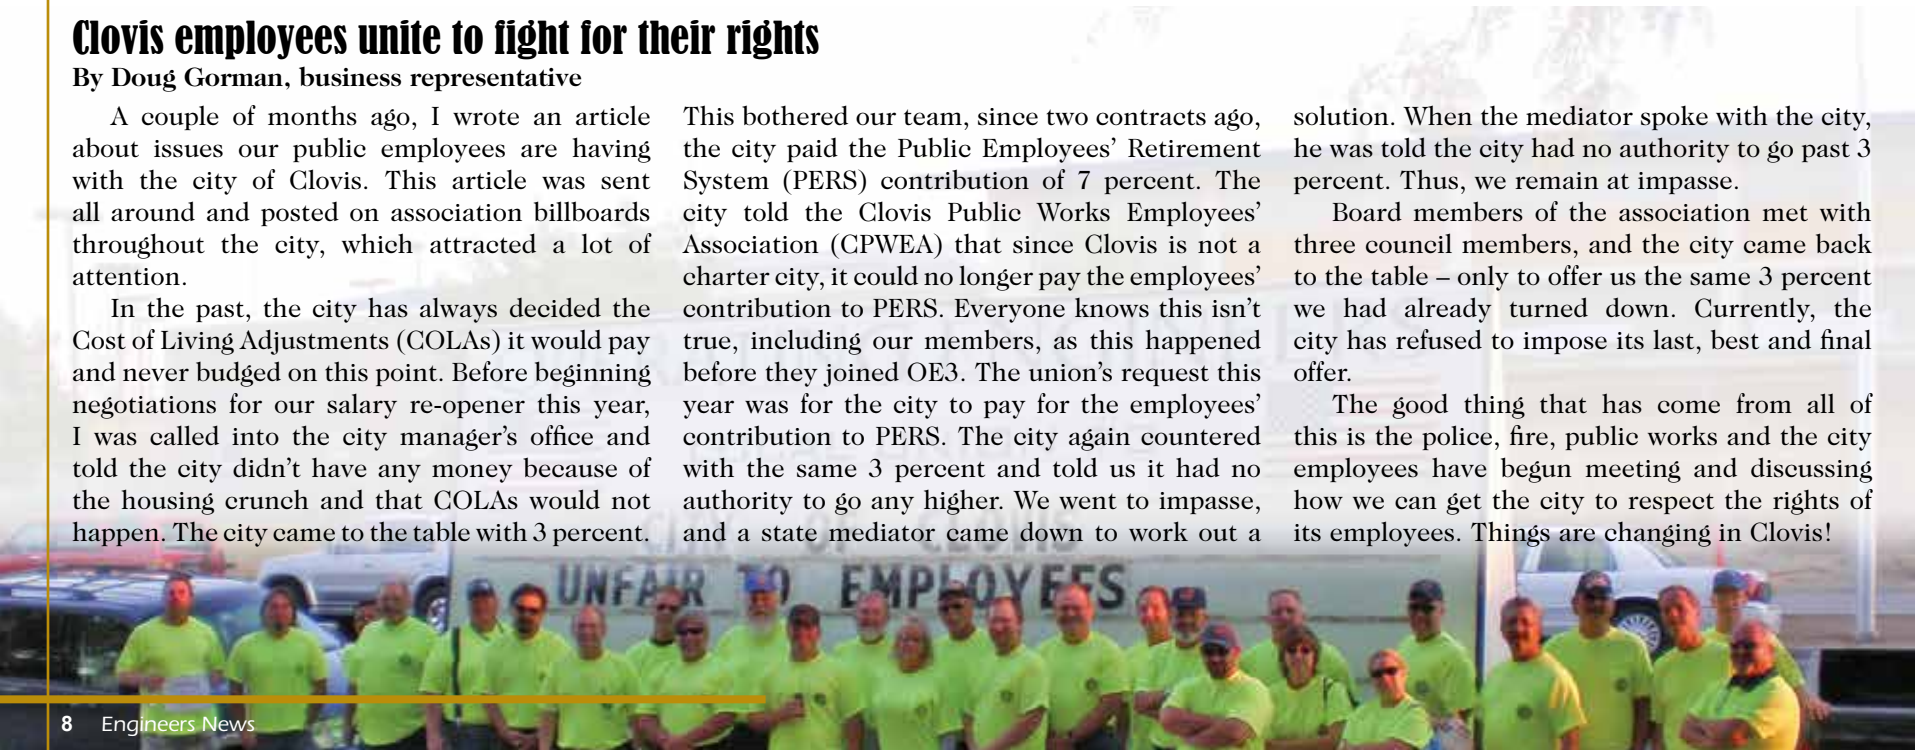 Clovis employees unite to fight for their rights
By Doug Gorman, business representative
A couple of months ago, I wrote an article
about issues our public employees are having
with the city of Clovis. This article was sent
all around and posted on association billboards
throughout the city, which attracted a lot of
attention.
In the past, the city has always decided the
Cost of Living Adjustments (COLAs) it would pay
and never budged on this point. Before beginning
negotiations for our salary re-opener this year,
I was called into the city manager's office and
told the city didn't have any money because of
the housing crunch and that COLAs would not
happen. The city came to the table with 3 percent.
This bothered our team, since two contracts ago,
the city paid the Public Employees' Retirement
System (PERS) contribution of 7 percent. The
city told the Clovis Public Works Employees'
Association (CPWEA) that since Clovis is not a
charter city, it could no longer pay the employees'
contribution to PERS. Everyone knows this isn't
true, including our members, as this happened
before they joined OE3. The union's request this
year was for the city to pay for the employees'
contribution to PERS. The city again countered
with the same 3 percent and told us it had no
authority to go any higher. We went to impasse,
and a state mediator came down to work out a
solution. When the mediator spoke with the city,
he was told the city had no authority to go past 3
percent. Thus, we remain at impasse.
Board members of the association met with
three council members, and the city came back
to the table – only to offer us the same 3 percent
we had already turned down. Currently, the
city has refused to impose its last, best and final
offer.
The good thing that has come from all of
this is the police, fire, public works and the city
employees have begun meeting and discussing
how we can get the city to respect the rights of
its employees. Things are changing in Clovis!
OPERATING ENGINEERS
LOCAL UNION
CITY OF CLOVIS
UNFAIR TO EMPLOYEES
8 Engineers News